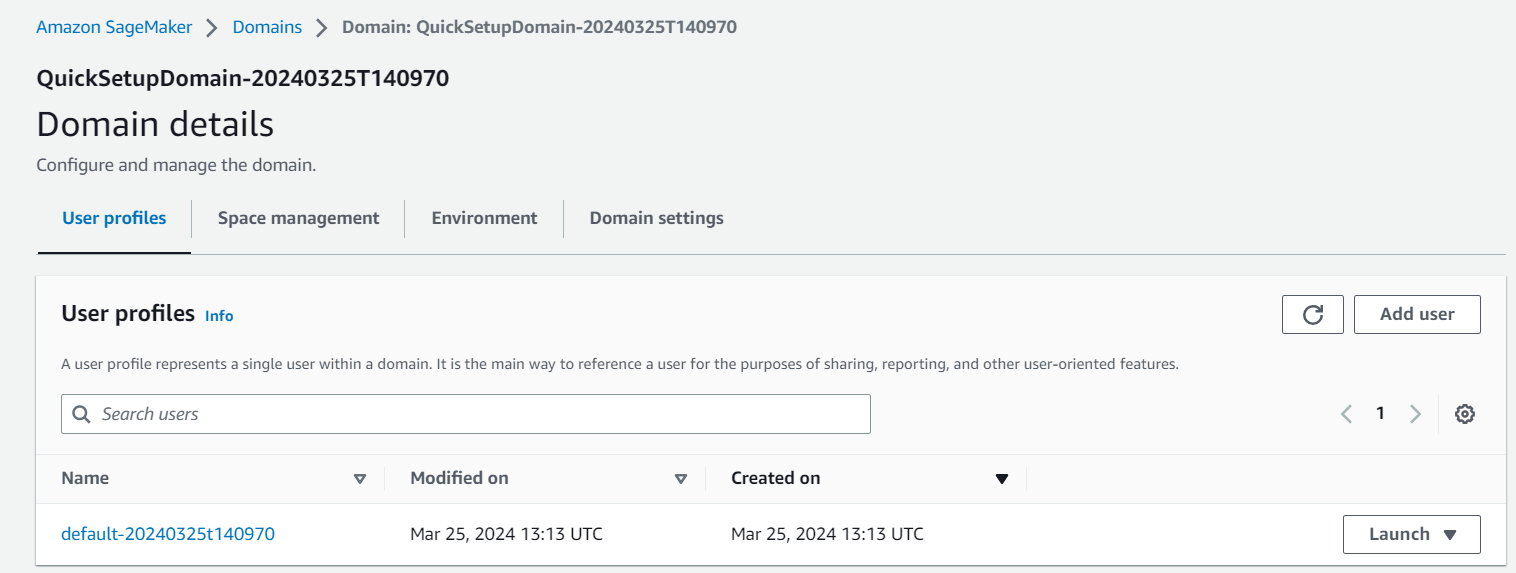 Amazon SageMaker > Domains > Domain: QuickSetupDomain-20240325T140970
QuickSetupDomain-20240325T140970
Domain details
Configure and manage the domain.
User profiles Space management Environment Domain settings
User profiles Info
Add user
A user profile represents a single user within a domain. It is the main way to reference a user for the purposes of sharing, reporting, and other user-oriented features.
Search users
1
Name Modified on Created on
default-20240325t140970 Mar 25, 2024 13:13 UTC Mar 25, 2024 13:13 UTC Launch